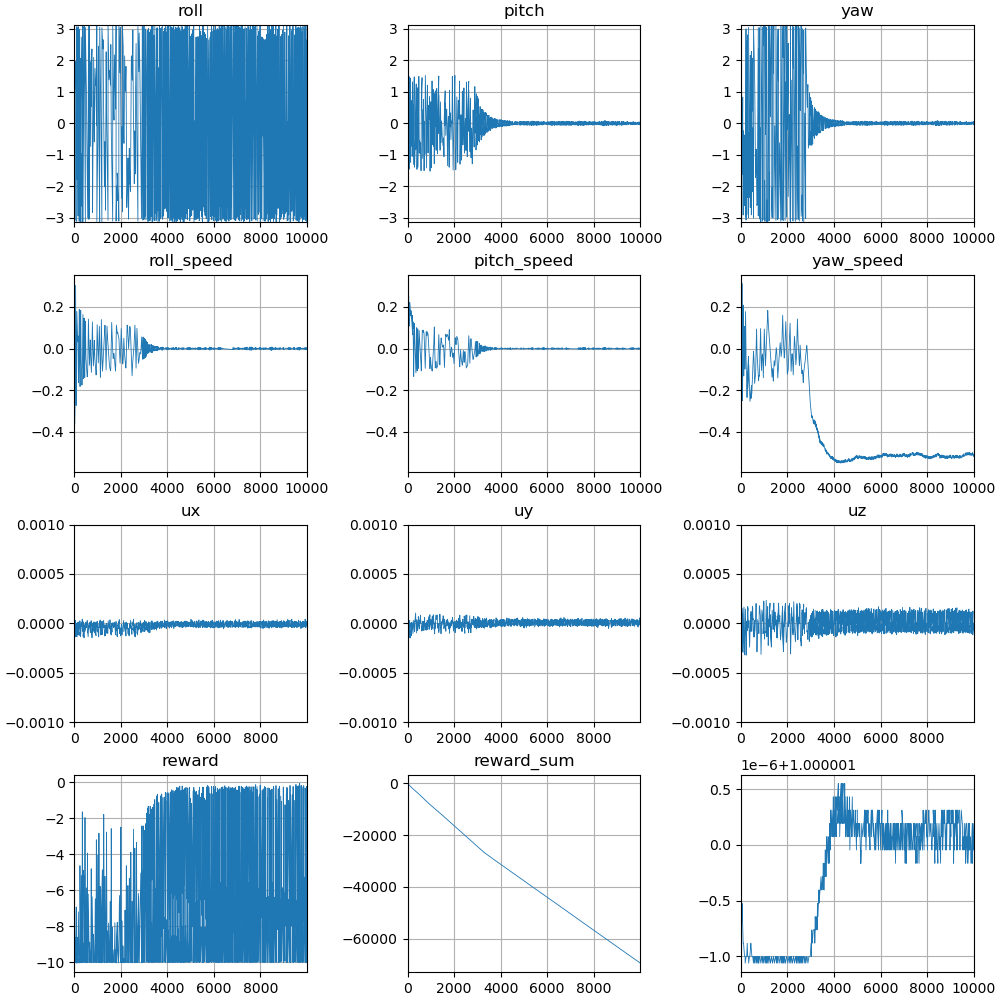 roll pitch yaw
3 3 3
2 2 2
1 1 1
0 0 0
−1 −1 −1
−2 −2 −2
−3 −3 −3
0 2000 4000 6000 8000 10000 0 2000 4000 6000 8000 10000 0 2000 4000 6000 8000 10000
roll_speed pitch_speed yaw_speed
0.2 0.2 0.2
0.0 0.0 0.0
−0.2 −0.2 −0.2
−0.4 −0.4 −0.4
0 2000 4000 6000 8000 10000 0 2000 4000 6000 8000 10000 0 2000 4000 6000 8000 10000
ux uy uz
0.0010 0.0010 0.0010
0.0005 0.0005 0.0005
0.0000 0.0000 0.0000
−0.0005 −0.0005 −0.0005
−0.0010 −0.0010 −0.0010
0 2000 4000 6000 8000 0 2000 4000 6000 8000 0 2000 4000 6000 8000
reward reward_sum 1e−6+1.000001
0 0 0.5
−2 −20000 0.0
−4 −40000 −0.5
−6 −60000 −1.0
−8
−10
0 2000 4000 6000 8000 10000 0 2000 4000 6000 8000 0 2000 4000 6000 8000 10000